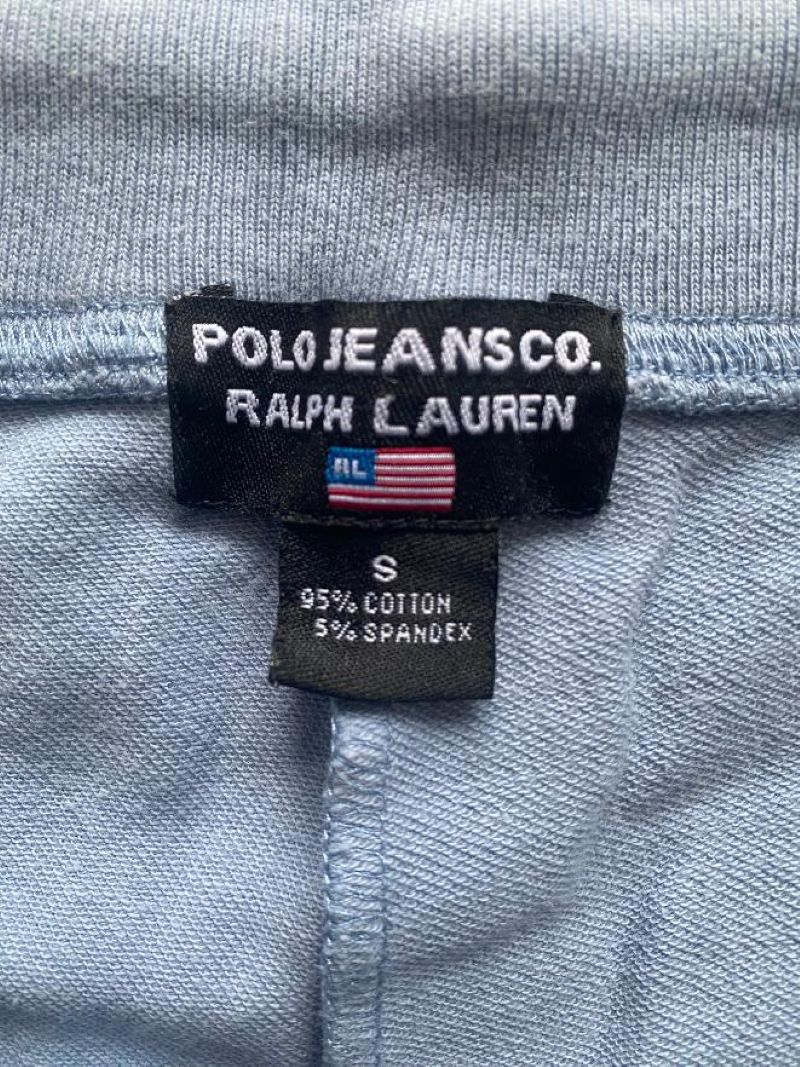 POLO JEANS CO.
RALPH LAUREN
RL
S
95% COTTON
5% SPANDEX